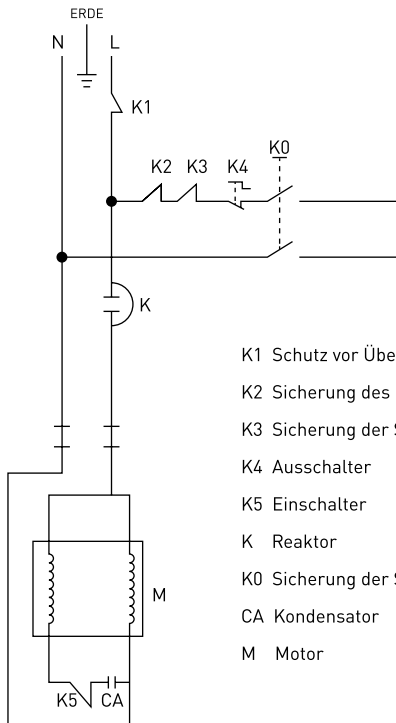 ERDE
N L
K1
K2 K3 K4 K0
K
K1 Schutz vor
K2 Sicherung des
K3 Sicherung der
K4 Ausschalter
K5 Einschalter
K Reaktor
K0 Sicherung der
CA Kondensator
M Motor
M
K5 CA